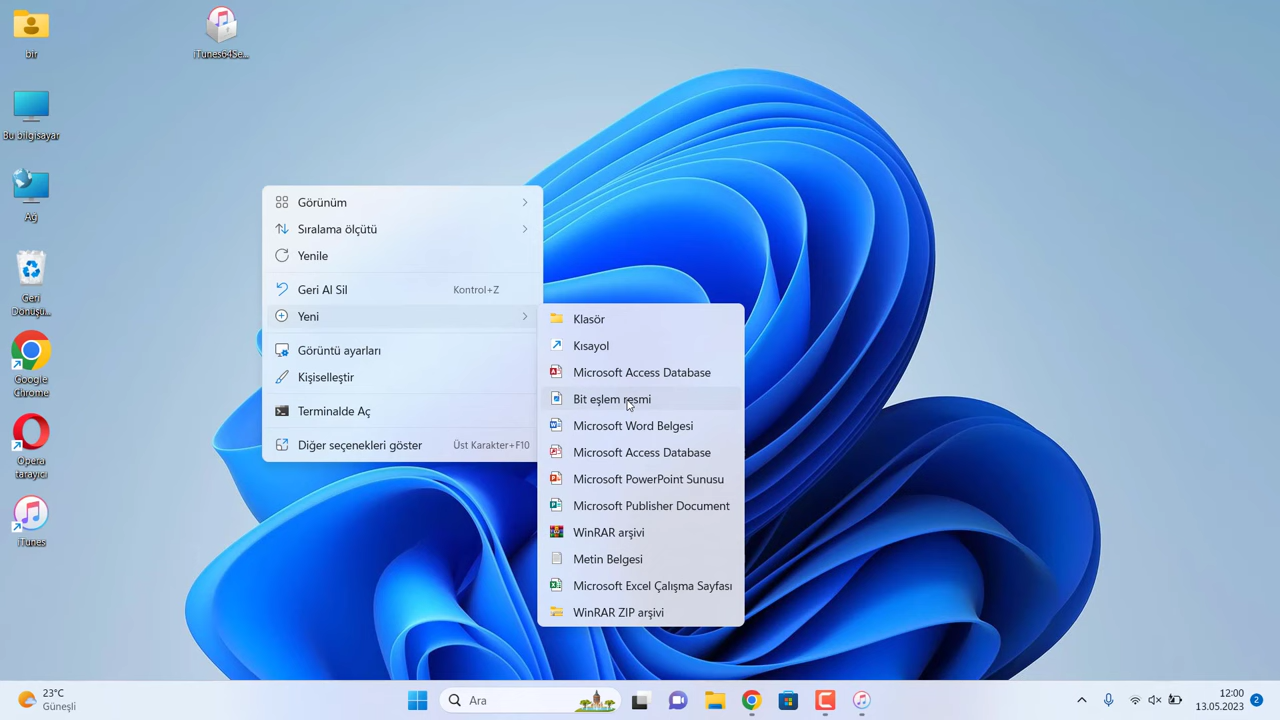 bir
iTunes64Se...
Bu bilgisayar
Ağ
Geri
Dönüşü...
Google
Chrome
Opera
tarayıcı
iTunes
Görünüm
Sıralama ölçütü
Yenile
Geri Al Sil Kontrol+Z
Yeni
Görüntü ayarları
Kişiselleştir
Terminalde Aç
Diğer seçenekleri göster Üst Karakter+F10
Klasör
Kısayol
Microsoft Access Database
Bit eşlem resmi
Microsoft Word Belgesi
Microsoft Access Database
Microsoft PowerPoint Sunusu
Microsoft Publisher Document
WinRAR arşivi
Metin Belgesi
Microsoft Excel Çalışma Sayfası
WinRAR ZIP arşivi
23°C
Güneşli
Ara
12:00
13.05.2023
2